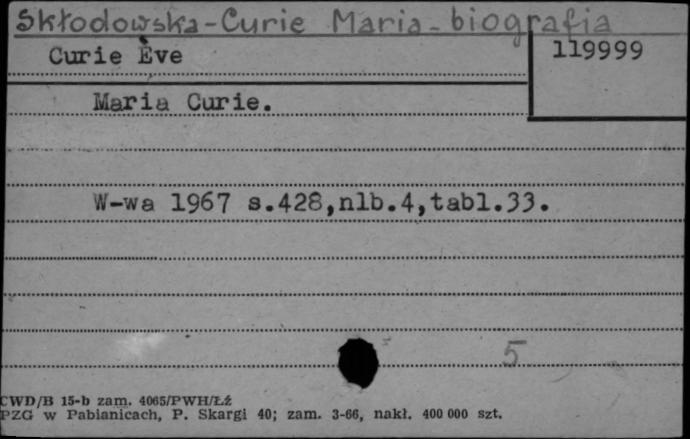 Skłodowska-Curie Maria - biografia
Curie Ève
119999
Maria Curie.
W-wa 1967 s.428,nlb.4,tabl.33.
5
CWD/B 15-b zam. 4065/PWH/Łź
PZG w Pabianicach, P. Skargi 40; zam. 3-66, nakł. 400 000 szt.